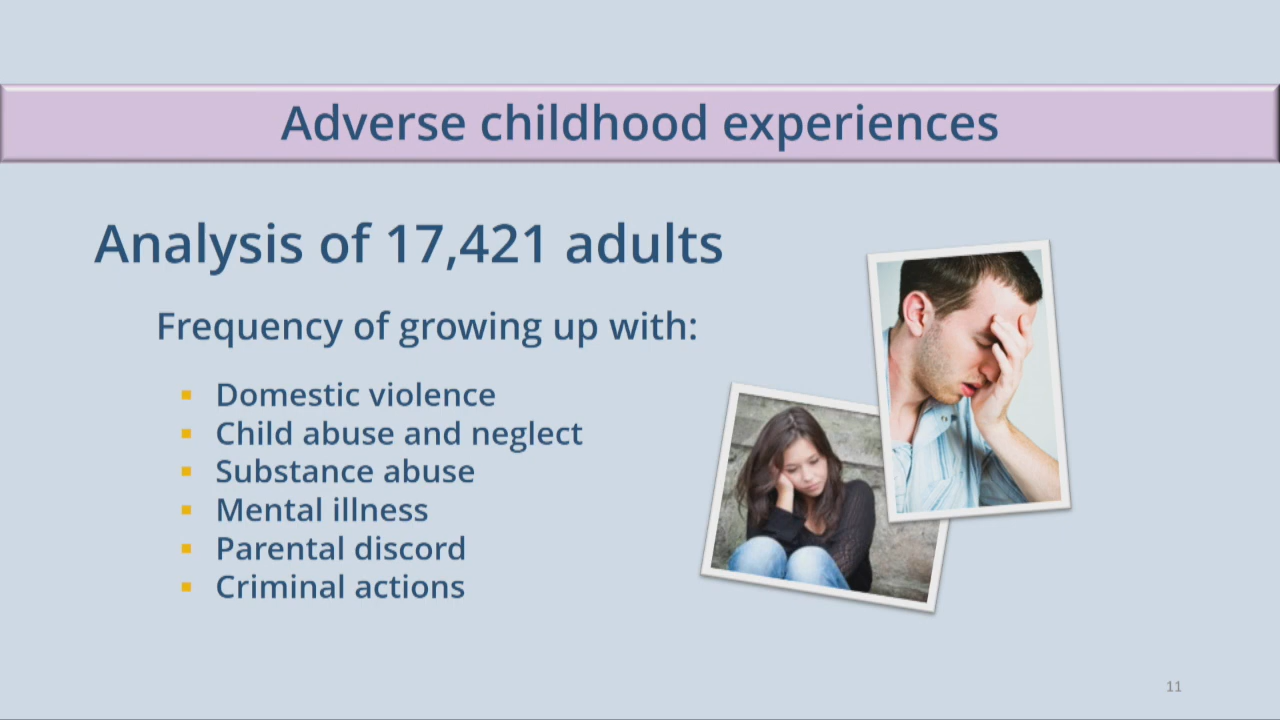 Adverse childhood experiences
Analysis of 17,421 adults
Frequency of growing up with:
▪ Domestic violence
▪ Child abuse and neglect
▪ Substance abuse
▪ Mental illness
▪ Parental discord
▪ Criminal actions
11